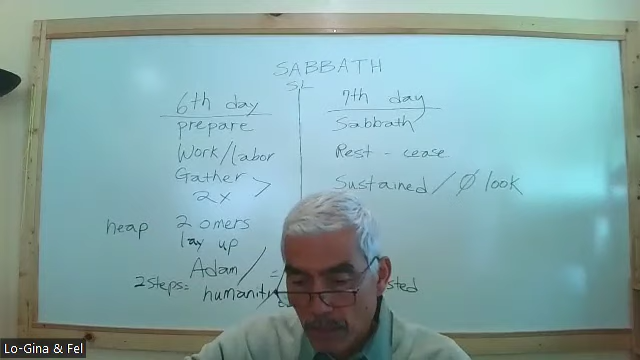 SABBATH
SL
6th day
prepare
Work/labor
Gather >
2x
heap 2 omers
lay up
Adam / =
2 steps: humanity
7th day
Sabbath
Rest - cease
Sustained / Ø look
Lo-Gina & Fel